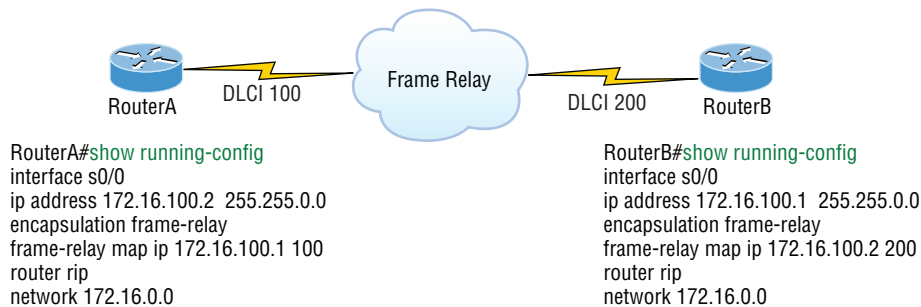 Frame Relay
RouterA
DLCI 100
DLCI 200
RouterB
RouterA#show running-config
interface s0/0
ip address 172.16.100.2 255.255.0.0
encapsulation frame-relay
frame-relay map ip 172.16.100.1 100
router rip
network 172.16.0.0
RouterB#show running-config
interface s0/0
ip address 172.16.100.1 255.255.0.0
encapsulation frame-relay
frame-relay map ip 172.16.100.2 200
router rip
network 172.16.0.0